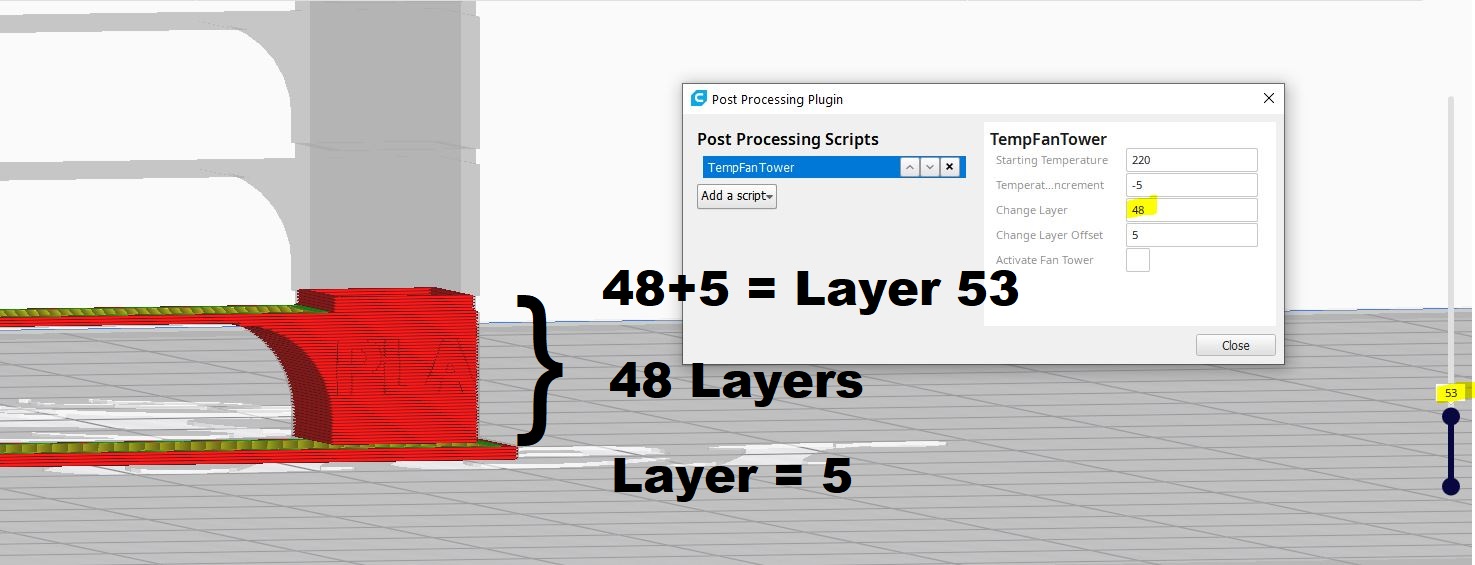 Post Processing Plugin
Post Processing Scripts
TempFanTower
Add a script
TempFanTower
Starting Temperature 220
Temperat...ncrement -5
Change Layer 48
Change Layer Offset 5
Activate Fan Tower
Close
48+5 = Layer 53
48 Layers
Layer = 5
PLA
53